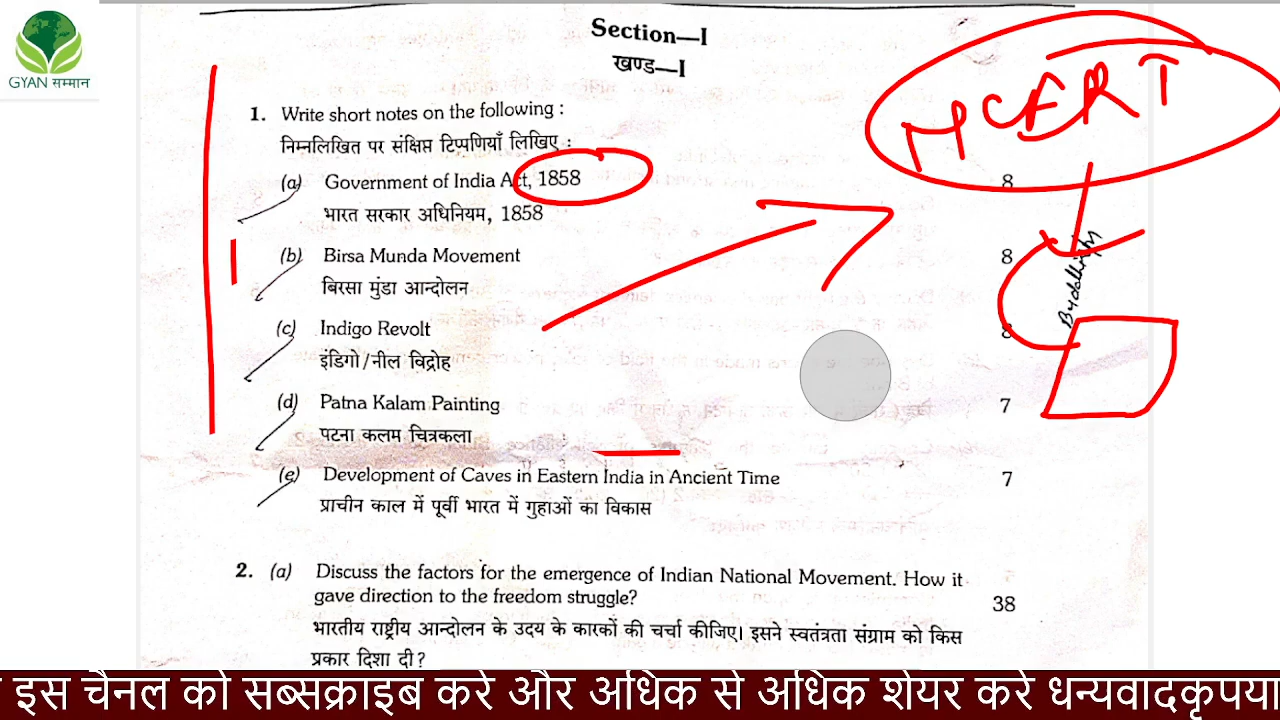 GYAN सम्मान
Section—I
खण्ड—I
NCERT
1. Write short notes on the following :
निम्नलिखित पर संक्षिप्त टिप्पणियाँ लिखिए :
(a) Government of India Act, 1858 8
भारत सरकार अधिनियम, 1858
(b) Birsa Munda Movement 8
बिरसा मुंडा आन्दोलन
Buddhism
(c) Indigo Revolt 8
इंडिगो/नील विद्रोह
(d) Patna Kalam Painting 7
पटना कलम चित्रकला
(e) Development of Caves in Eastern India in Ancient Time 7
प्राचीन काल में पूर्वी भारत में गुहाओं का विकास
2. (a) Discuss the factors for the emergence of Indian National Movement. How it
gave direction to the freedom struggle? 38
भारतीय राष्ट्रीय आन्दोलन के उदय के कारकों की चर्चा कीजिए। इसने स्वतंत्रता संग्राम को किस
प्रकार दिशा दी?
इस चैनल को सब्सक्राइब करे और अधिक से अधिक शेयर करे धन्यवादकृपया